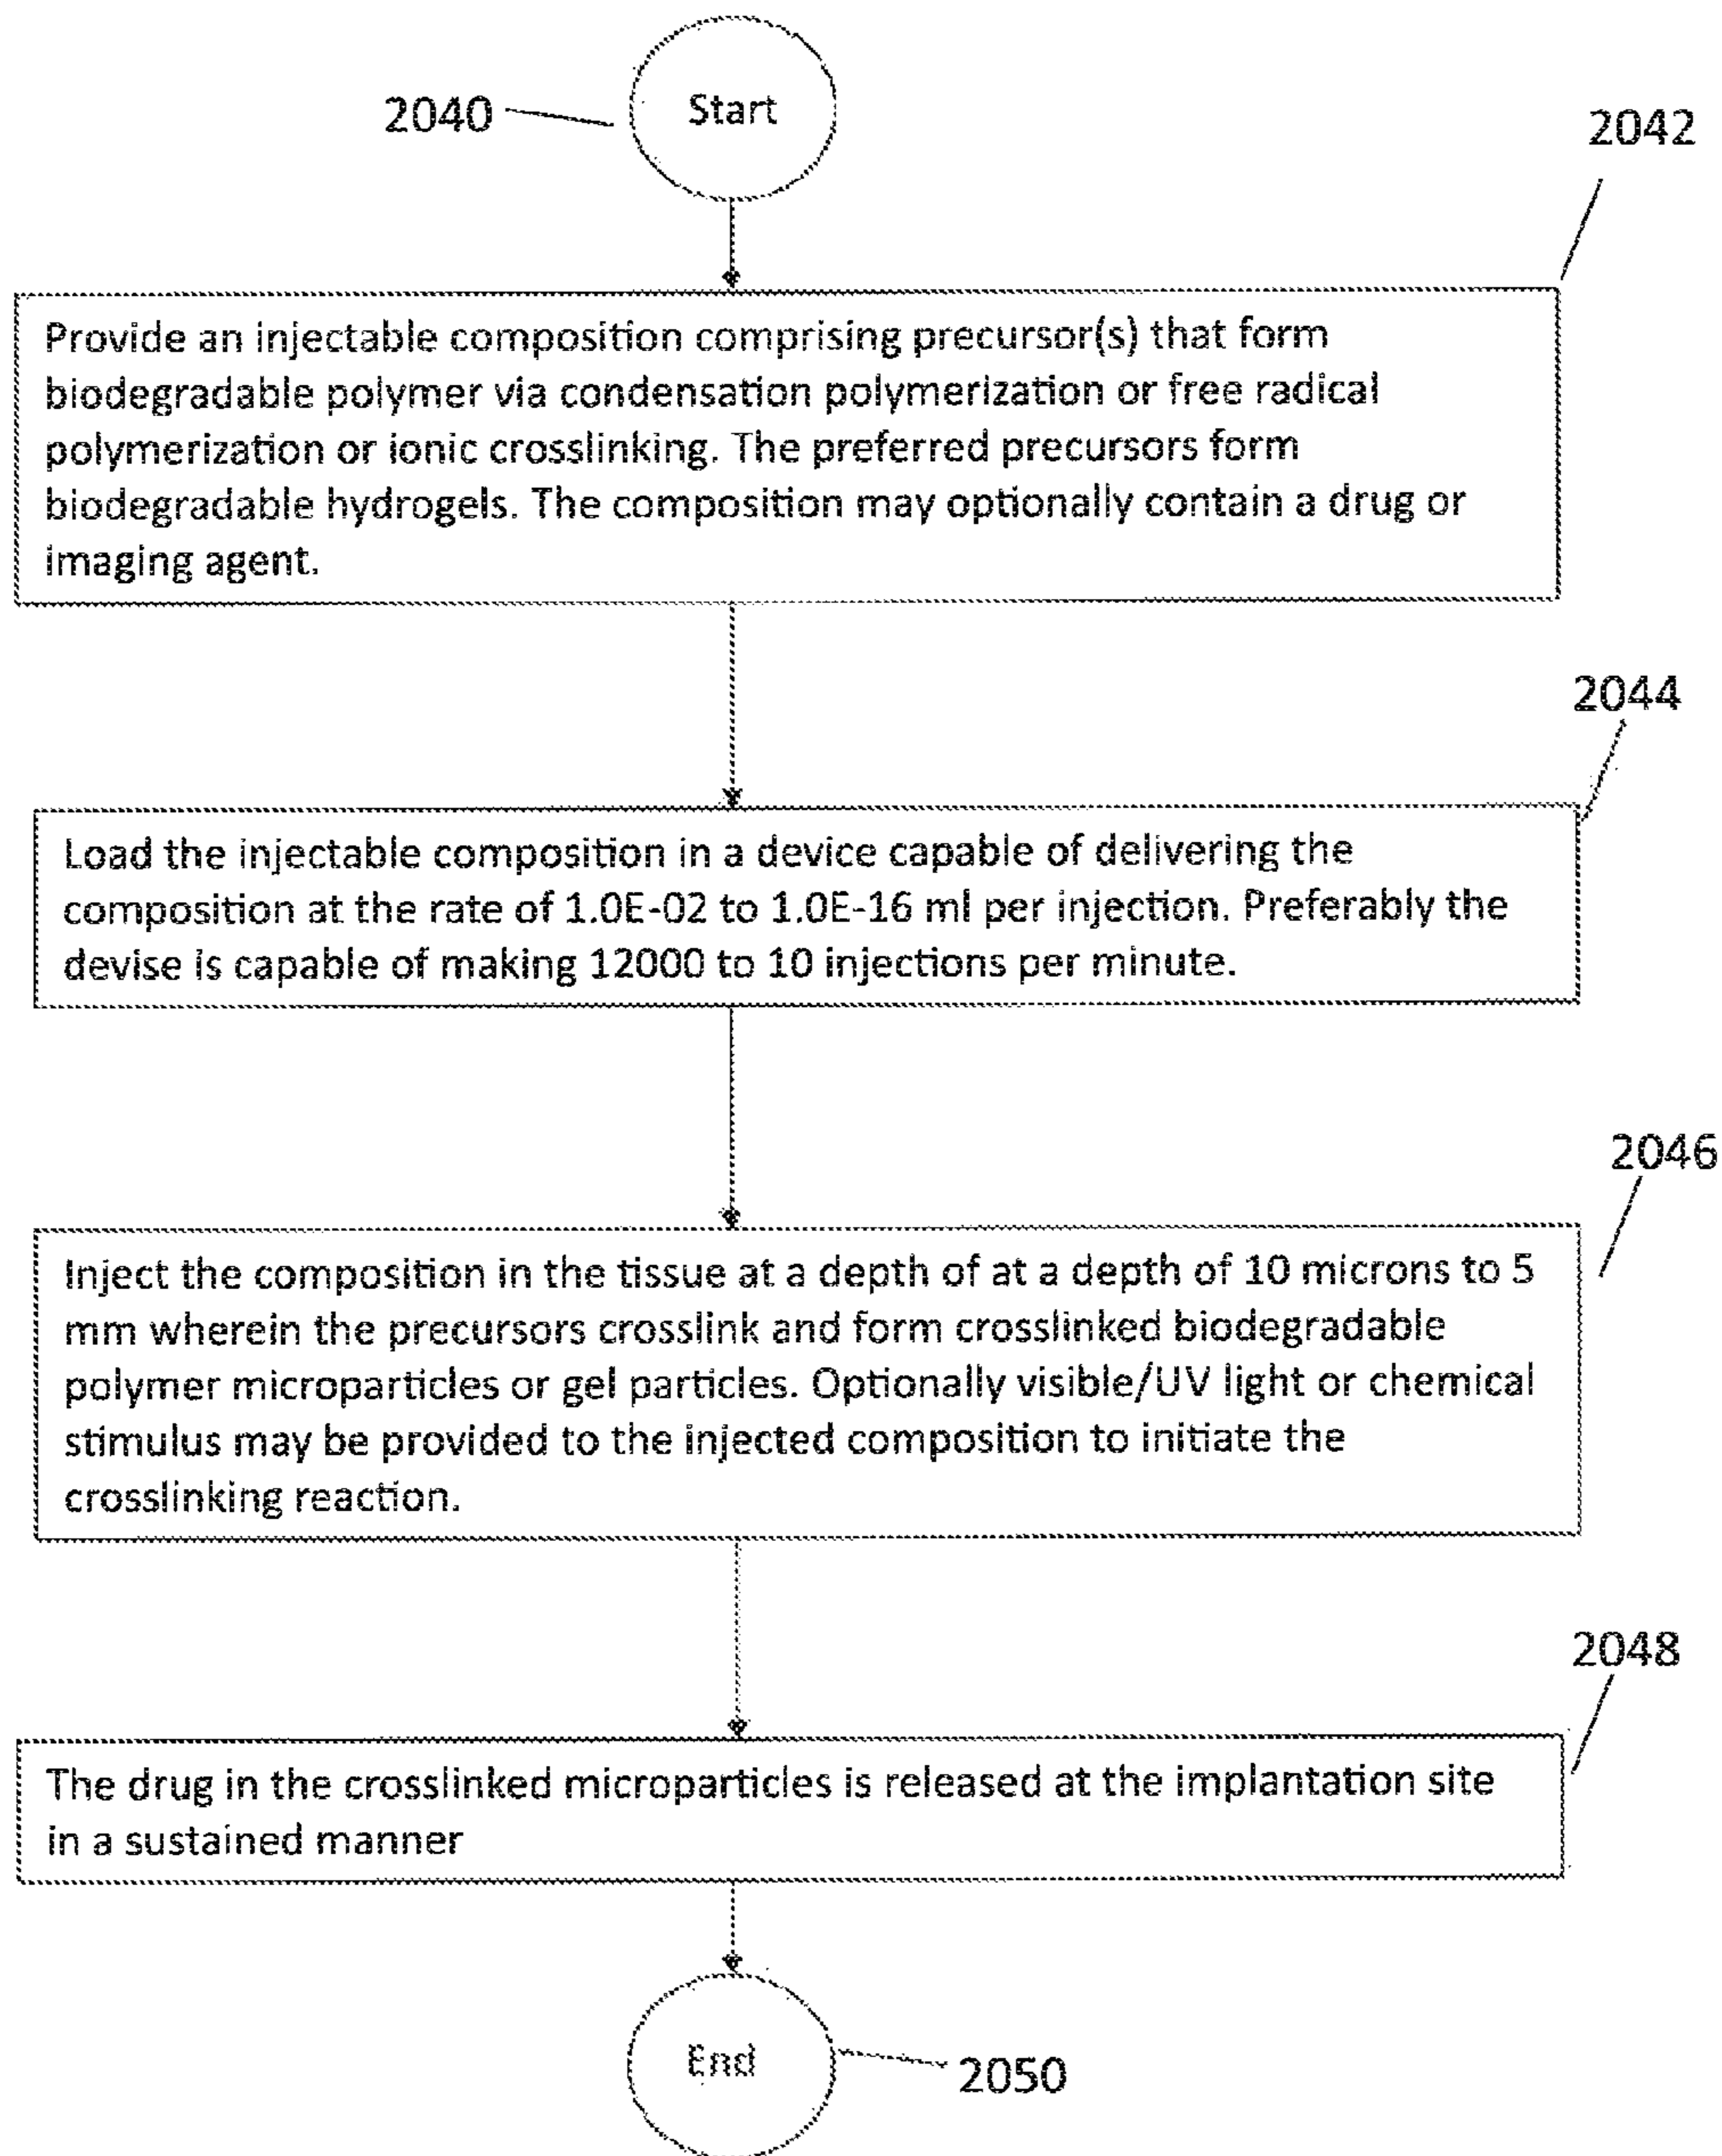 Start
2040
2042
Provide an injectable composition comprising precursor(s) that form
biodegradable polymer via condensation polymerization or free radical
polymerization or ionic crosslinking. The preferred precursors form
biodegradable hydrogels. The composition may optionally contain a drug or
imaging agent.
2044
Load the injectable composition in a device capable of delivering the
composition at the rate of 1.0E-02 to 1.0E-16 ml per injection. Preferably the
devise is capable of making 12000 to 10 injections per minute.
2046
Inject the composition in the tissue at a depth of at a depth of 10 microns to 5
mm wherein the precursors crosslink and form crosslinked biodegradable
polymer microparticles or gel particles. Optionally visible/UV light or chemical
stimulus may be provided to the injected composition to initiate the
crosslinking reaction.
2048
The drug in the crosslinked microparticles is released at the implantation site
in a sustained manner
End
2050